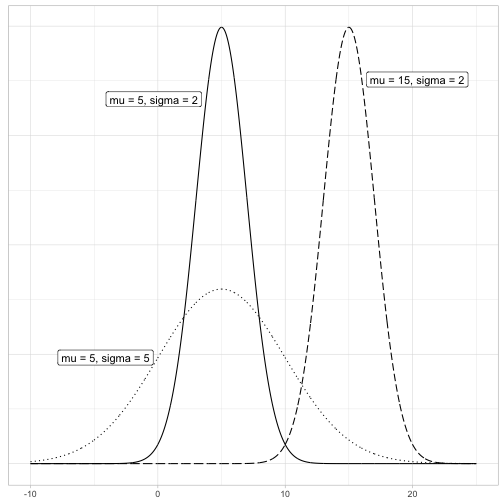 mu = 15, sigma = 2
mu = 5, sigma = 2
mu = 5, sigma = 5
-10 0 10 20